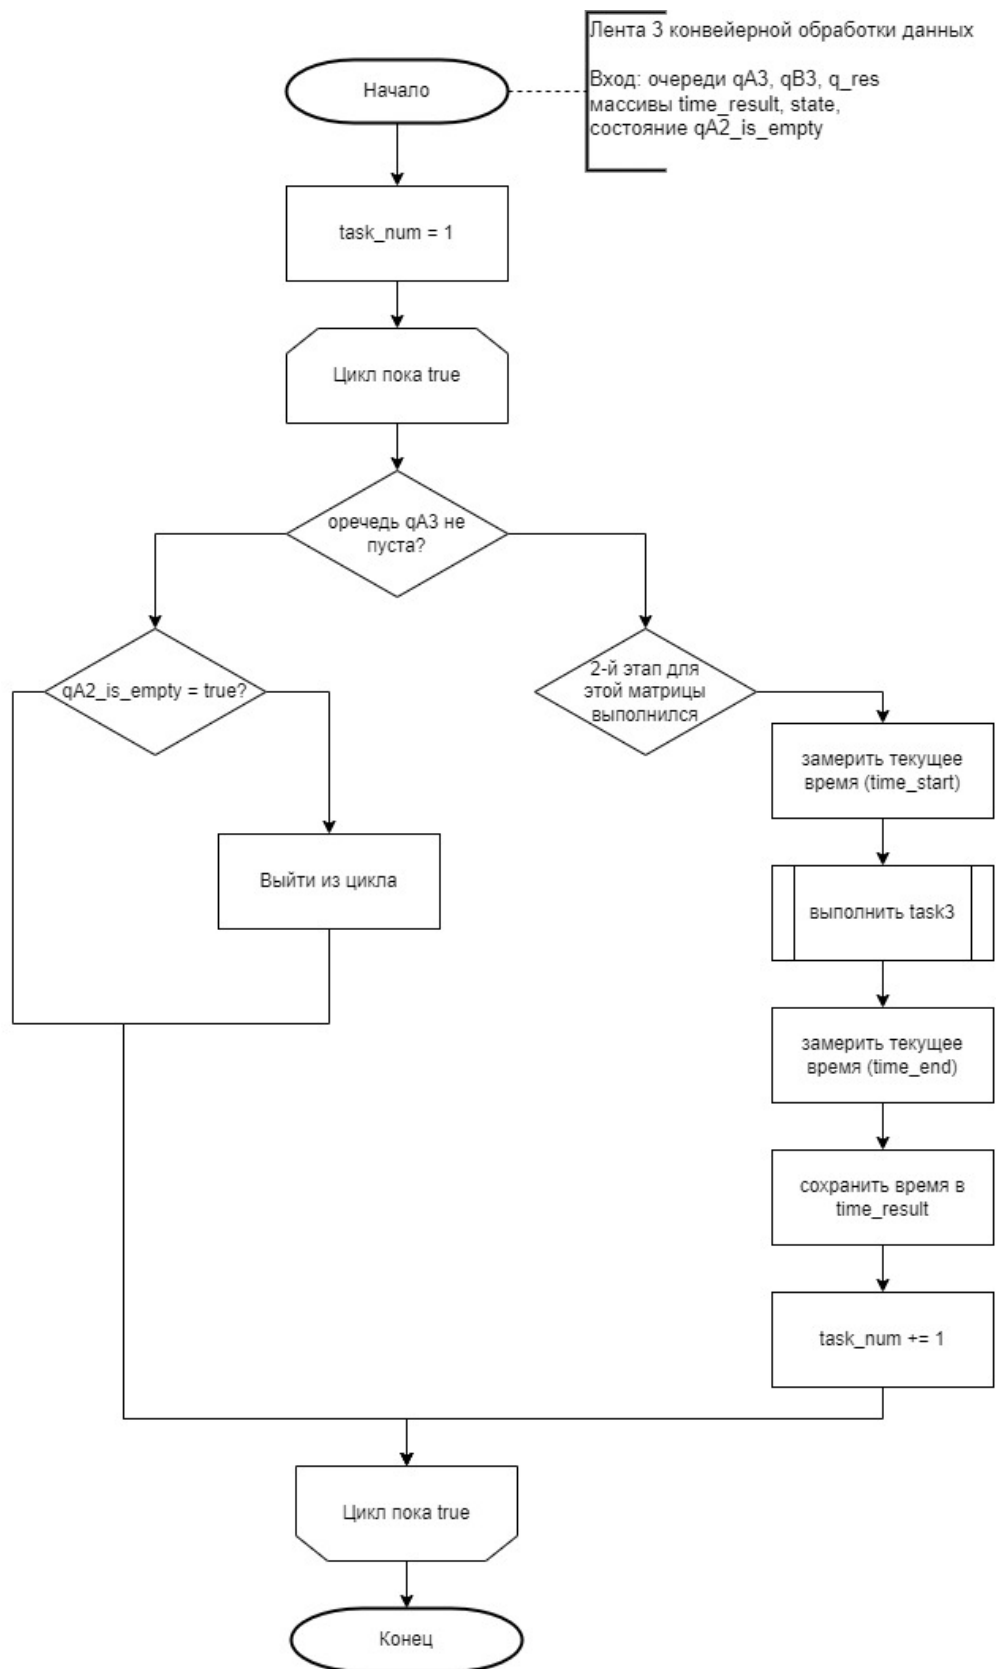 Лента 3 конвейерной обработки данных
Вход: очереди qA3, qB3, q_res
массивы time_result, state,
состояние qA2_is_empty
Начало
task_num = 1
Цикл пока true
оречедь qA3 не
пуста?
qA2_is_empty = true?
2-й этап для
этой матрицы
выполнился
замерить текущее
время (time_start)
Выйти из цикла
выполнить task3
замерить текущее
время (time_end)
сохранить время в
time_result
task_num += 1
Цикл пока true
Конец